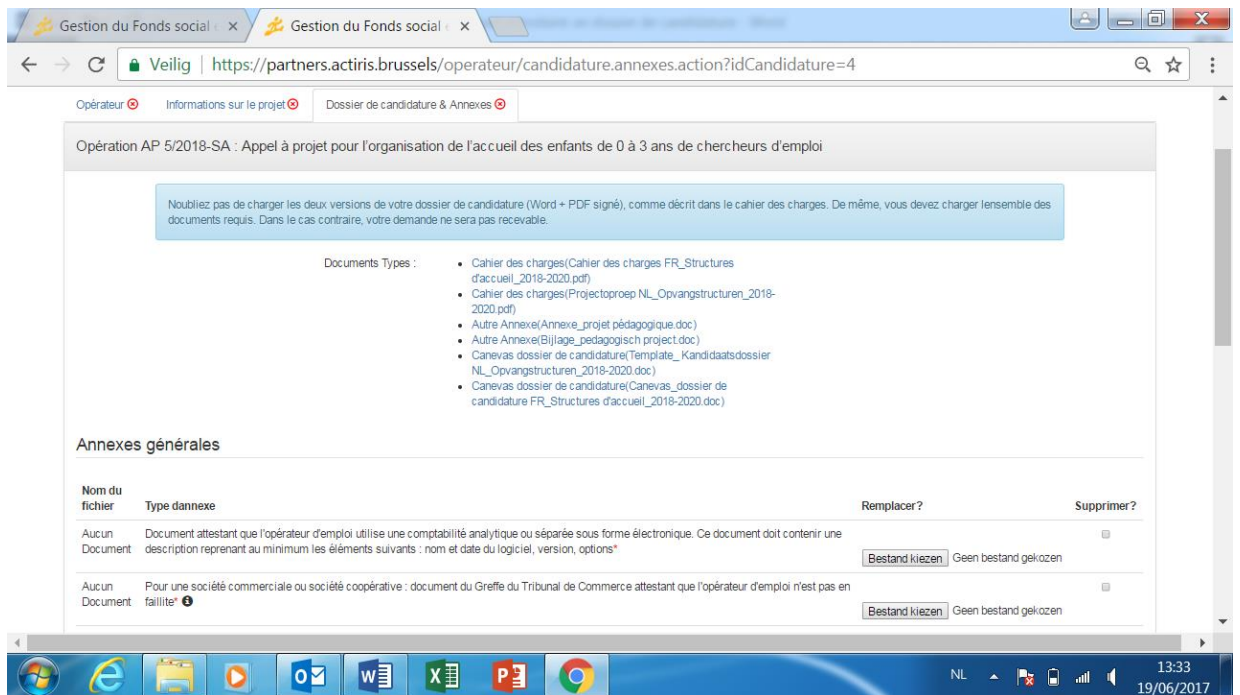 Gestion du Fonds social e
Gestion du Fonds social e
Veilig | https://partners.actiris.brussels/operateur/candidature.annexes.action?idCandidature=4
Opérateur Informations sur le projet Dossier de candidature & Annexes
Opération AP 5/2018-SA : Appel à projet pour l'organisation de l'accueil des enfants de 0 à 3 ans de chercheurs d'emploi
Noubliez pas de charger les deux versions de votre dossier de candidature (Word + PDF signé), comme décrit dans le cahier des charges. De même, vous devez charger lensemble des
documents requis. Dans le cas contraire, votre demande ne sera pas recevable.
Documents Types :
• Cahier des charges(Cahier des charges FR_Structures
d'accueil_2018-2020.pdf)
• Cahier des charges(Projectoproep NL_Opvangstructuren_2018-
2020.pdf)
• Autre Annexe(Annexe_projet pédagogique.doc)
• Autre Annexe(Bijlage_pedagogisch project.doc)
• Canevas dossier de candidature(Template_ Kandidaatsdossier
NL_Opvangstructuren_2018-2020.doc)
• Canevas dossier de candidature(Canevas_dossier de
candidature FR_Structures d'accueil_2018-2020.doc)
Annexes générales
Nom du
fichier Type dannexe Remplacer? Supprimer?
Aucun Document attestant que l'opérateur d'emploi utilise une comptabilité analytique ou séparée sous forme électronique. Ce document doit contenir une
Document description reprenant au minimum les éléments suivants : nom et date du logiciel, version, options*
Bestand kiezen Geen bestand gekozen
Aucun Pour une société commerciale ou société coopérative : document du Greffe du Tribunal de Commerce attestant que l'opérateur d'emploi n'est pas en
Document faillite*
Bestand kiezen Geen bestand gekozen
NL
13:33
19/06/2017